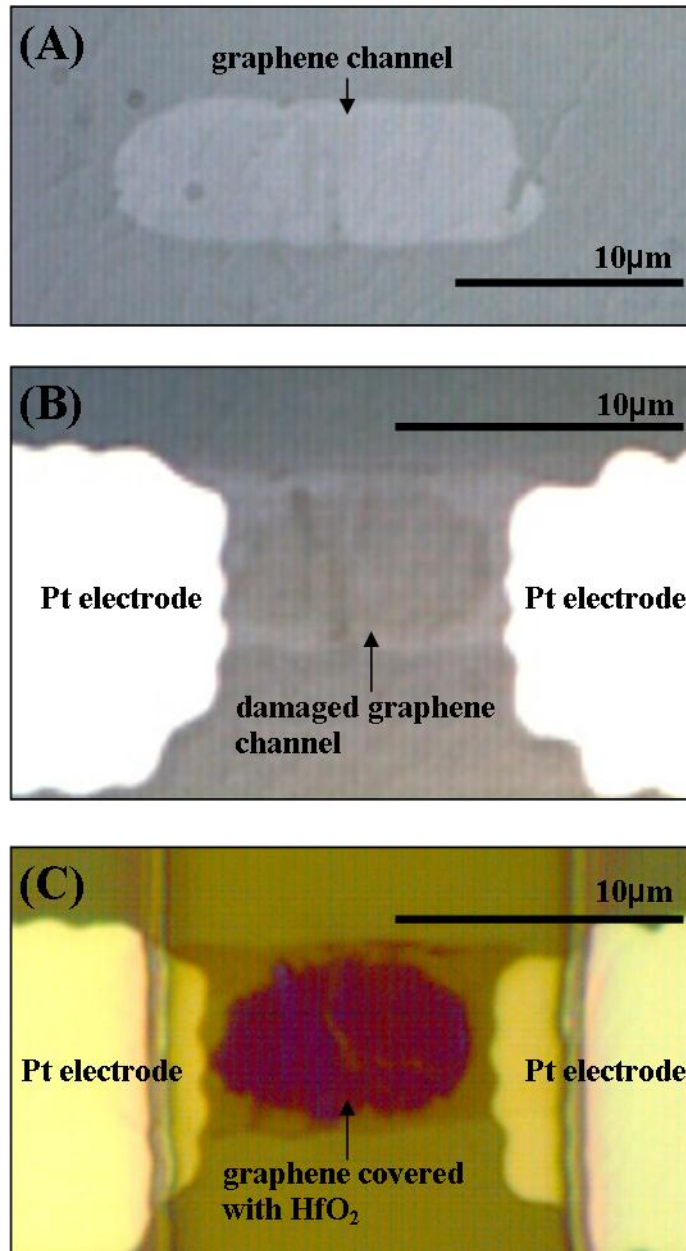 (A)
graphene channel
10μm
(B)
10μm
Pt electrode
Pt electrode
damaged graphene
channel
(C)
10μm
Pt electrode
Pt electrode
graphene covered
with HfO₂